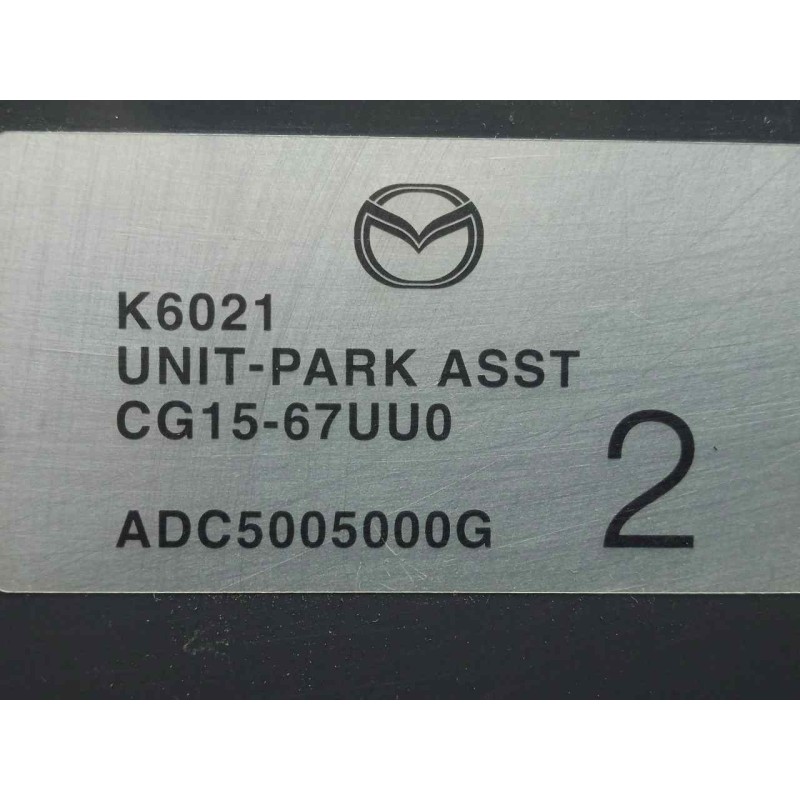 K6021
UNIT-PARK ASST
CG15-67UU0
ADC5005000G
2